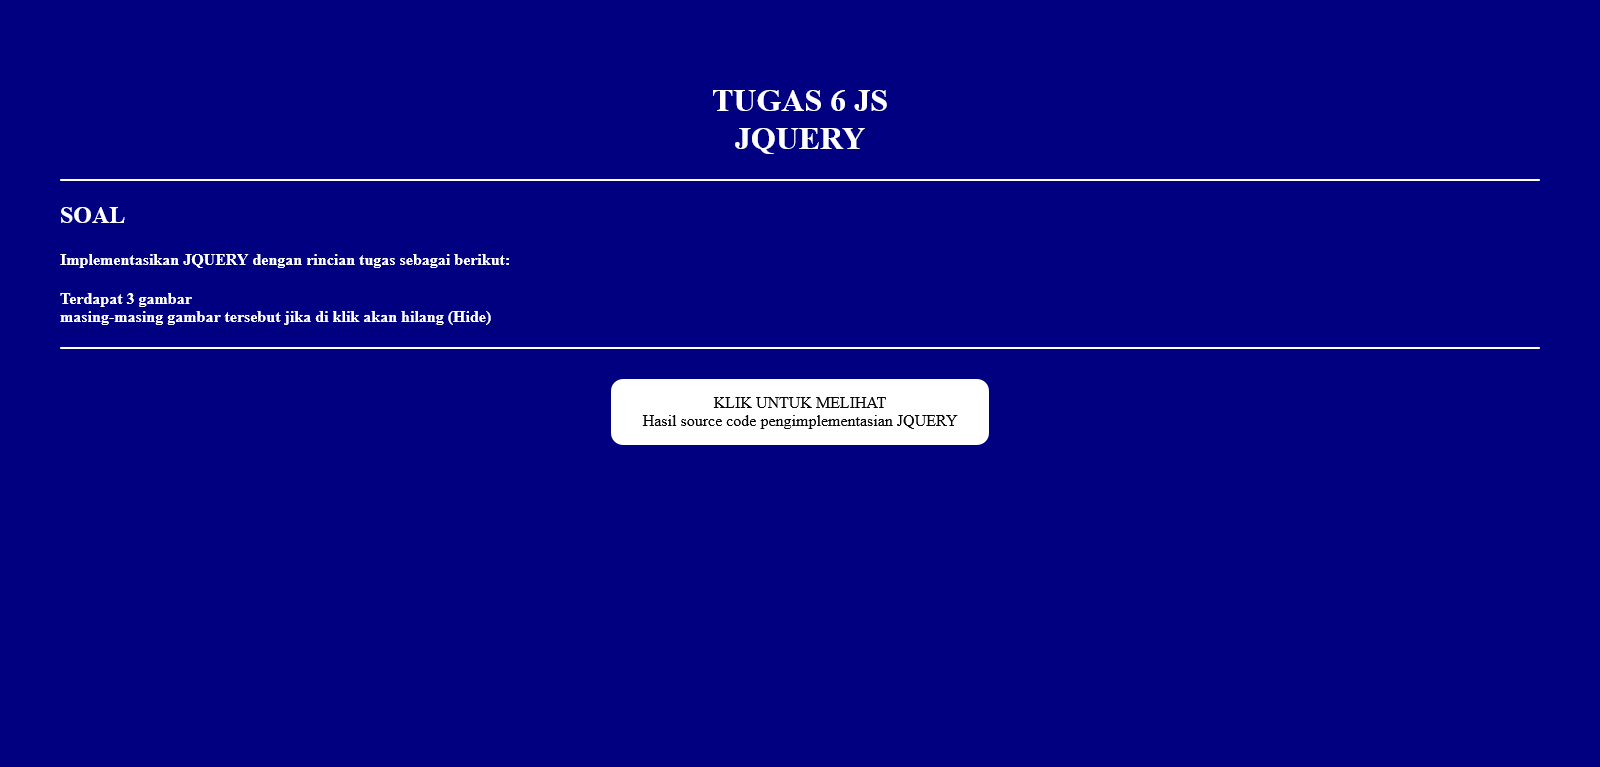 TUGAS 6 JS
JQUERY
SOAL
Implementasikan JQUERY dengan rincian tugas sebagai berikut:
Terdapat 3 gambar
masing-masing gambar tersebut jika di klik akan hilang (Hide)
KLIK UNTUK MELIHAT
Hasil source code pengimplementasian JQUERY